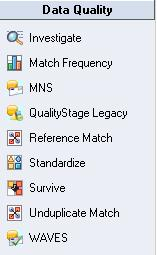 Data Quality
Investigate
Match Frequency
MNS
QualityStage Legacy
Reference Match
Standardize
Survive
Unduplicate Match
WAVES